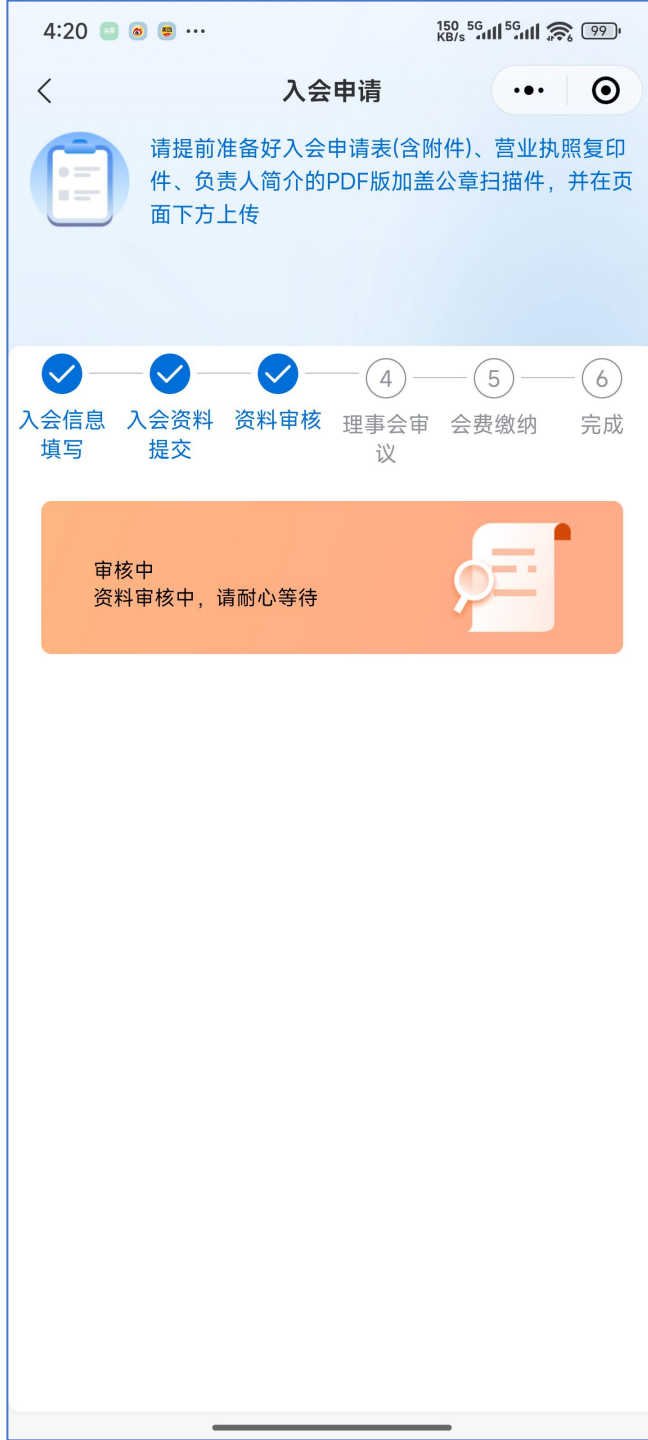 4:20 ··· 150 KB/s 5G 5G 6 99
入会申请
请提前准备好入会申请表(含附件)、营业执照复印
件、负责人简介的PDF版加盖公章扫描件，并在页
面下方上传
4 5 6
入会信息 入会资料 资料审核 理事会审 会费缴纳 完成
填写 提交 议
审核中
资料审核中，请耐心等待